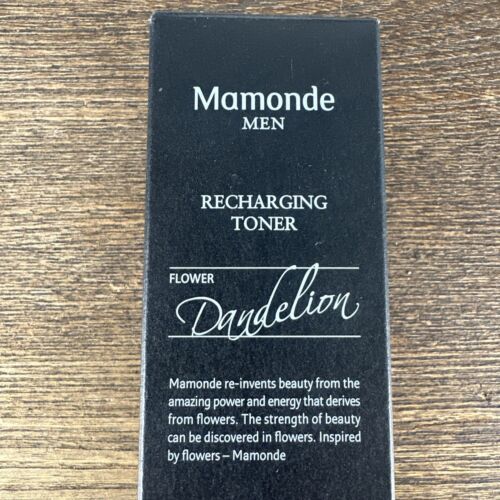 Mamonde
MEN
RECHARGING
TONER
FLOWER
Dandelion
Mamonde re-invents beauty from the
amazing power and energy that derives
from flowers. The strength of beauty
can be discovered in flowers. Inspired
by flowers – Mamonde